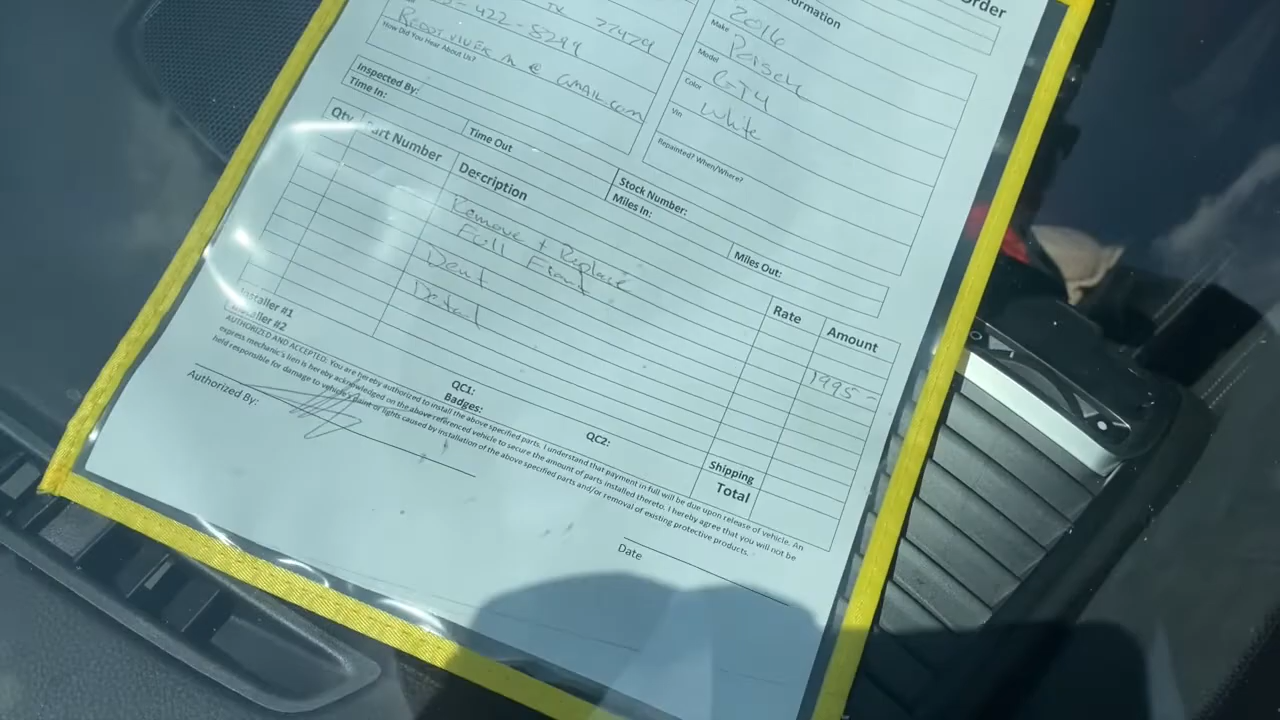 Order
Information
TX 77479
-422-8299
REDDY.VIVEK M @ GMAIL.COM
How Did You Hear About Us?
2016
Make
Porsch
Model
GT4
Color
White
Vin
Repainted? When/Where?
Inspected By:
Time In:
Time Out
Stock Number:
Miles In:
Miles Out:
Qty
Part Number
Description
Rate
Amount
Remove + Replace
Full Front
1995-
Dent
Detail
Installer #1
Installer #2
QC1:
Badges:
QC2:
Shipping
Total
AUTHORIZED AND ACCEPTED: You are hereby authorized to install the above specified parts. I understand that payment in full will be due upon release of vehicle. An
express mechanic's lien is hereby acknowledged on the above referenced vehicle to secure the amount of parts installed thereto. I hereby agree that you will not be
held responsible for damage to vehicle's paint or lights caused by installation of the above specified parts and/or removal of existing protective products.
Authorized By:
Date